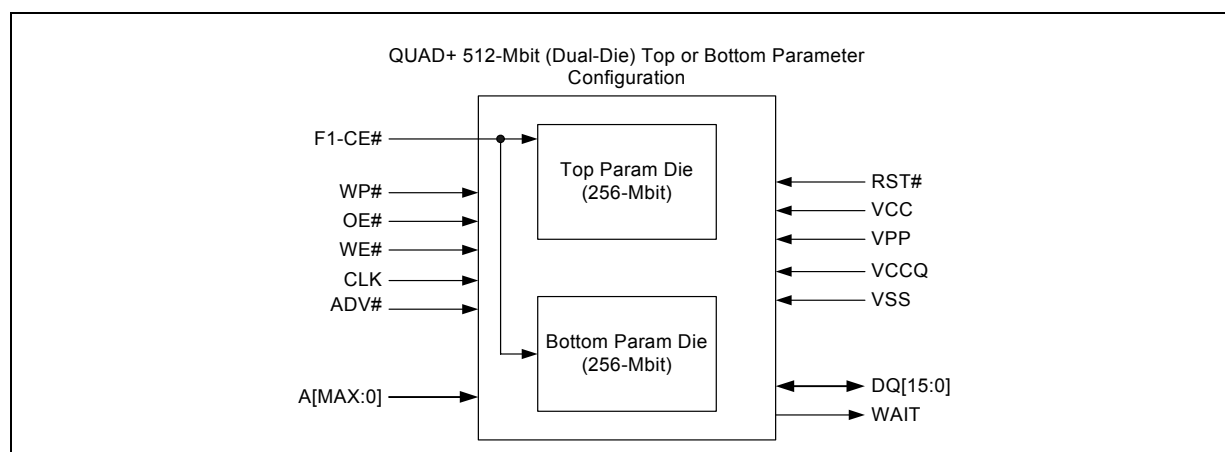 QUAD+ 512-Mbit (Dual-Die) Top or Bottom Parameter
Configuration
F1-CE#
WP#
OE#
WE#
CLK
ADV#
A[MAX:0]
Top Param Die
(256-Mbit)
Bottom Param Die
(256-Mbit)
RST#
VCC
VPP
VCCQ
VSS
DQ[15:0]
WAIT